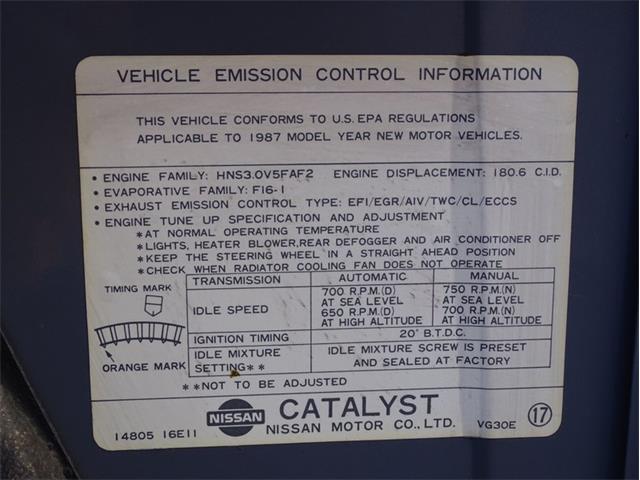 VEHICLE EMISSION CONTROL INFORMATION
THIS VEHICLE CONFORMS TO U.S. EPA REGULATIONS
APPLICABLE TO 1987 MODEL YEAR NEW MOTOR VEHICLES.
• ENGINE FAMILY: HNS3.0V5FAF2 ENGINE DISPLACEMENT: 180.6 C.I.D.
• EVAPORATIVE FAMILY: F16-1
• EXHAUST EMISSION CONTROL TYPE: EFI/EGR/AIV/TWC/CL/ECCS
• ENGINE TUNE UP SPECIFICATION AND ADJUSTMENT
*AT NORMAL OPERATING TEMPERATURE
*LIGHTS, HEATER BLOWER, REAR DEFOGGER AND AIR CONDITIONER OFF
*KEEP THE STEERING WHEEL IN A STRAIGHT AHEAD POSITION
*CHECK WHEN RADIATOR COOLING FAN DOES NOT OPERATE
TIMING MARK
ORANGE MARK
TRANSMISSION AUTOMATIC MANUAL
IDLE SPEED
700 R.P.M.(D) 750 R.P.M.(N)
AT SEA LEVEL AT SEA LEVEL
650 R.P.M.(D) 700 R.P.M.(N)
AT HIGH ALTITUDE AT HIGH ALTITUDE
IGNITION TIMING 20° B.T.D.C.
IDLE MIXTURE IDLE MIXTURE SCREW IS PRESET
SETTING** AND SEALED AT FACTORY
**NOT TO BE ADJUSTED
NISSAN CATALYST 17
14805 16E11 NISSAN MOTOR CO., LTD. VG30E